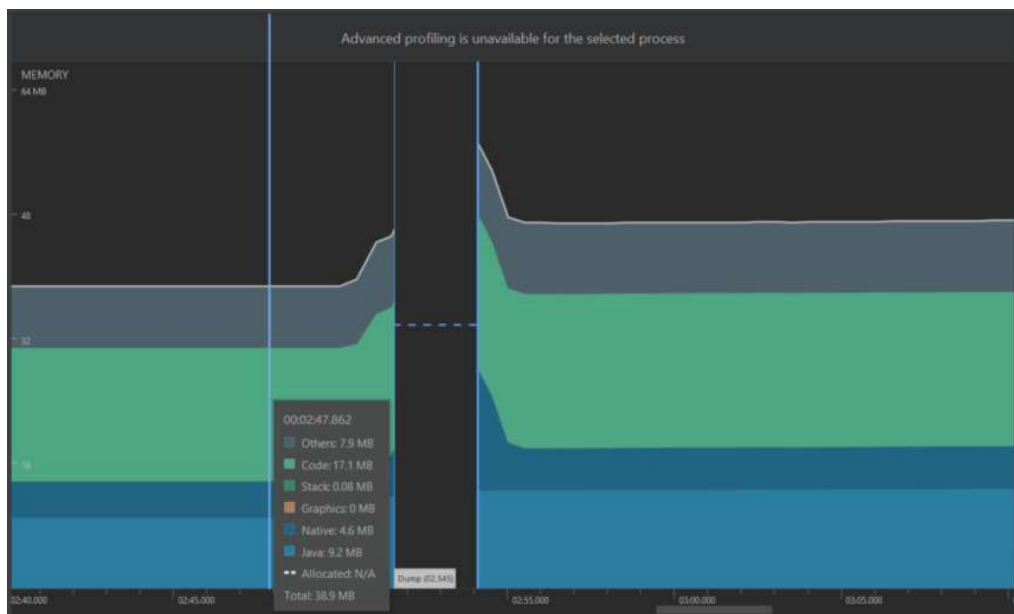 Advanced profiling is unavailable for the selected process
MEMORY
64 MB
48
32
16
00:02:47.862
Others: 7.9 MB
Code: 17.1 MB
Stack: 0.08 MB
Graphics: 0 MB
Native: 4.6 MB
Java: 9.2 MB
Allocated: N/A
Total: 38.9 MB
Dump (02,545)
02:40.000
02:45.000
02:55.000
03:00.000
03:05.000